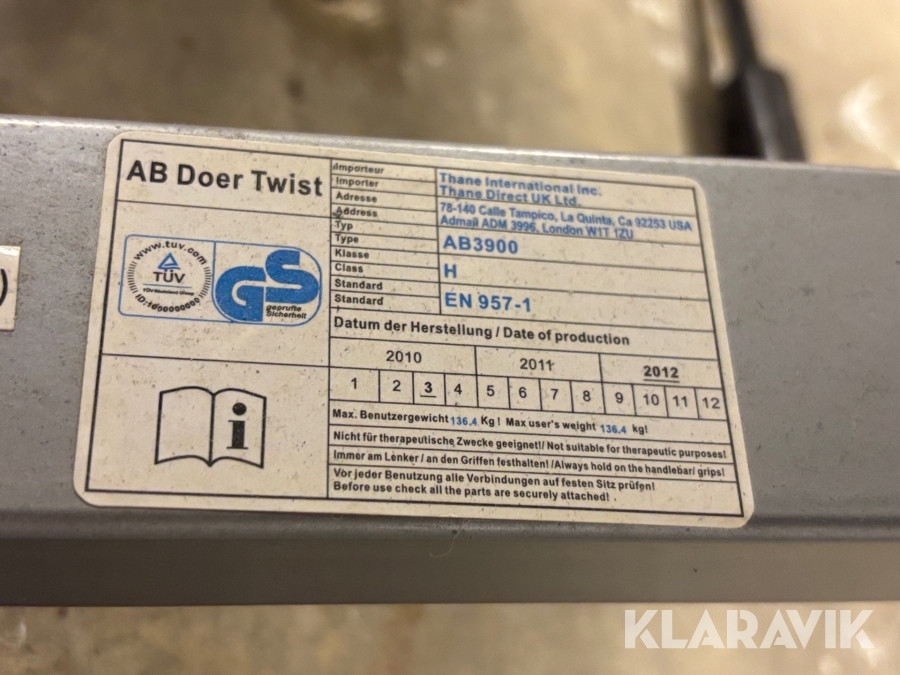 AB Doer Twist
www.tuv.com
TÜV
TÜV Rheinland Group
ID:1000000000
GS
geprüfte
Sicherheit
i
Importeur
Importer
Thane International Inc.
Thane Direct UK Ltd.
Adresse
Address
78-140 Calle Tampico, La Quinta, Ca 92253 USA
Admail ADM 3996, London W1T 1ZU
Typ
Type
AB3900
Klasse
Class
H
Standard
Standard
EN 957-1
Datum der Herstellung / Date of production
2010 2011 2012
1 2 3 4 5 6 7 8 9 10 11 12
Max. Benutzergewicht 136.4 Kg! Max user's weight 136.4 kg!
Nicht für therapeutische Zwecke geeignet!/ Not suitable for therapeutic purposes!
Immer am Lenker / an den Griffen festhalten! /Always hold on the handlebar/ grips!
Vor jeder Benutzung alle Verbindungen auf festen Sitz prüfen!
Before use check all the parts are securely attached!
)
KLARAVIK